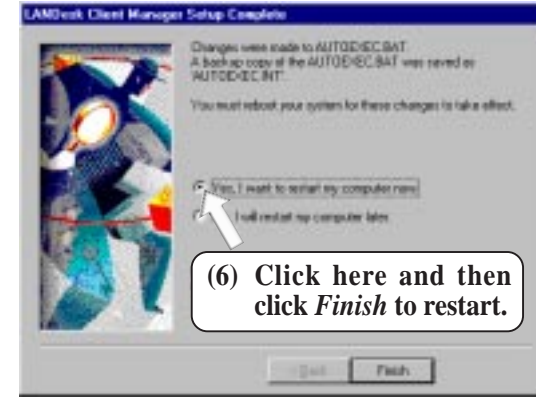 LANDesk Client Manager Setup Complete
Changes were made to AUTOEXEC.BAT.
A backup copy of the AUTOEXEC.BAT was saved as
'AUTOEXEC.INT'.
You must reboot your system for these changes to take effect.
Yes, I want to restart my computer now
I will restart my computer later.
(6) Click here and then
click Finish to restart.
< Back
Finish